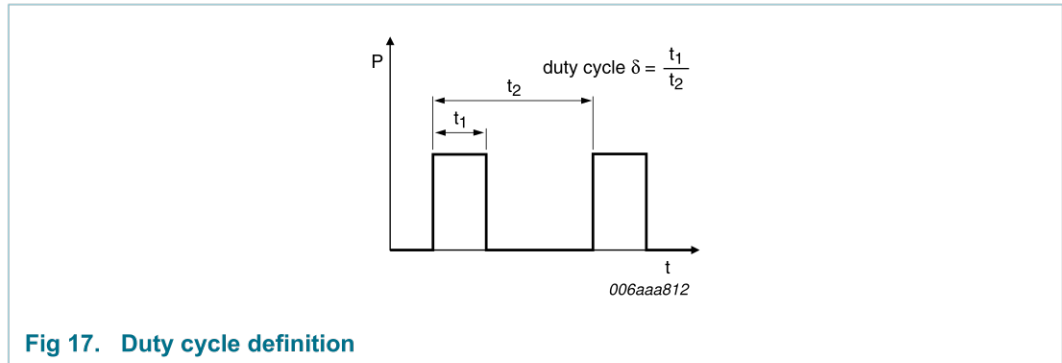 P
duty cycle δ = t1/t2
t2
t1
t
006aaa812
Fig 17. Duty cycle definition